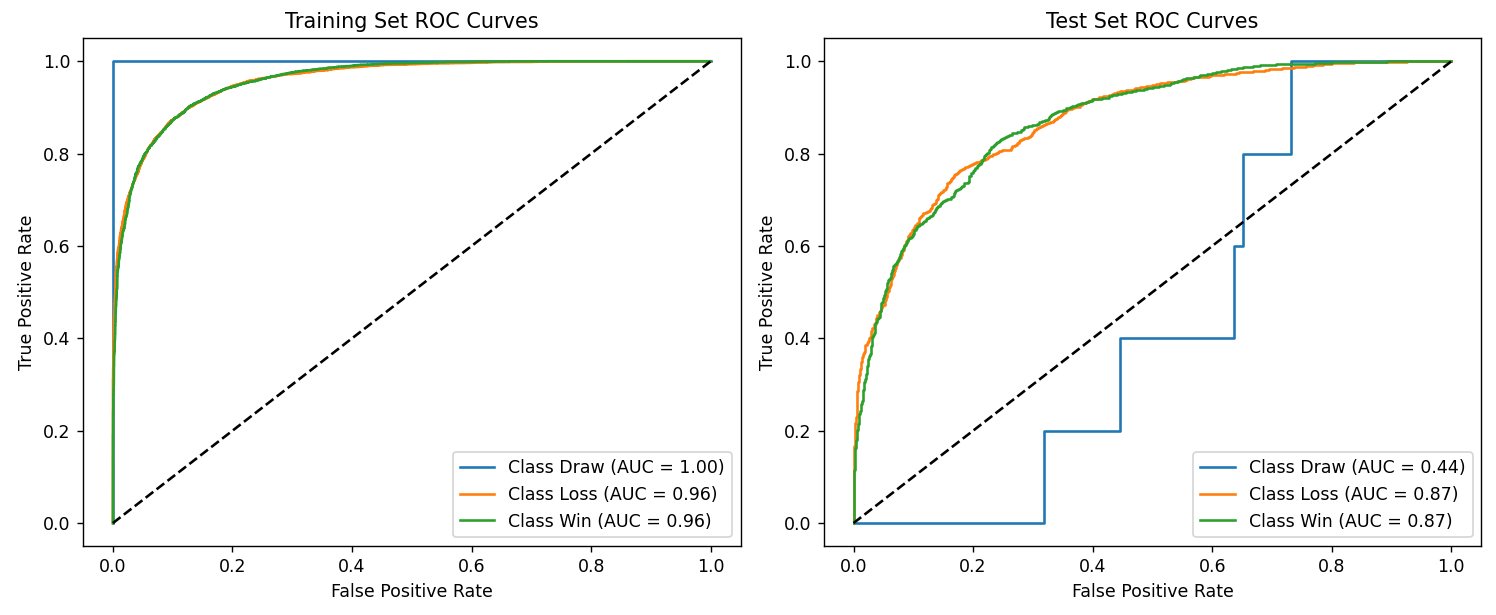 Training Set ROC Curves
True Positive Rate
1.0
0.8
0.6
0.4
0.2
0.0
0.0 0.2 0.4 0.6 0.8 1.0
False Positive Rate
Class Draw (AUC = 1.00)
Class Loss (AUC = 0.96)
Class Win (AUC = 0.96)
Test Set ROC Curves
True Positive Rate
1.0
0.8
0.6
0.4
0.2
0.0
0.0 0.2 0.4 0.6 0.8 1.0
False Positive Rate
Class Draw (AUC = 0.44)
Class Loss (AUC = 0.87)
Class Win (AUC = 0.87)